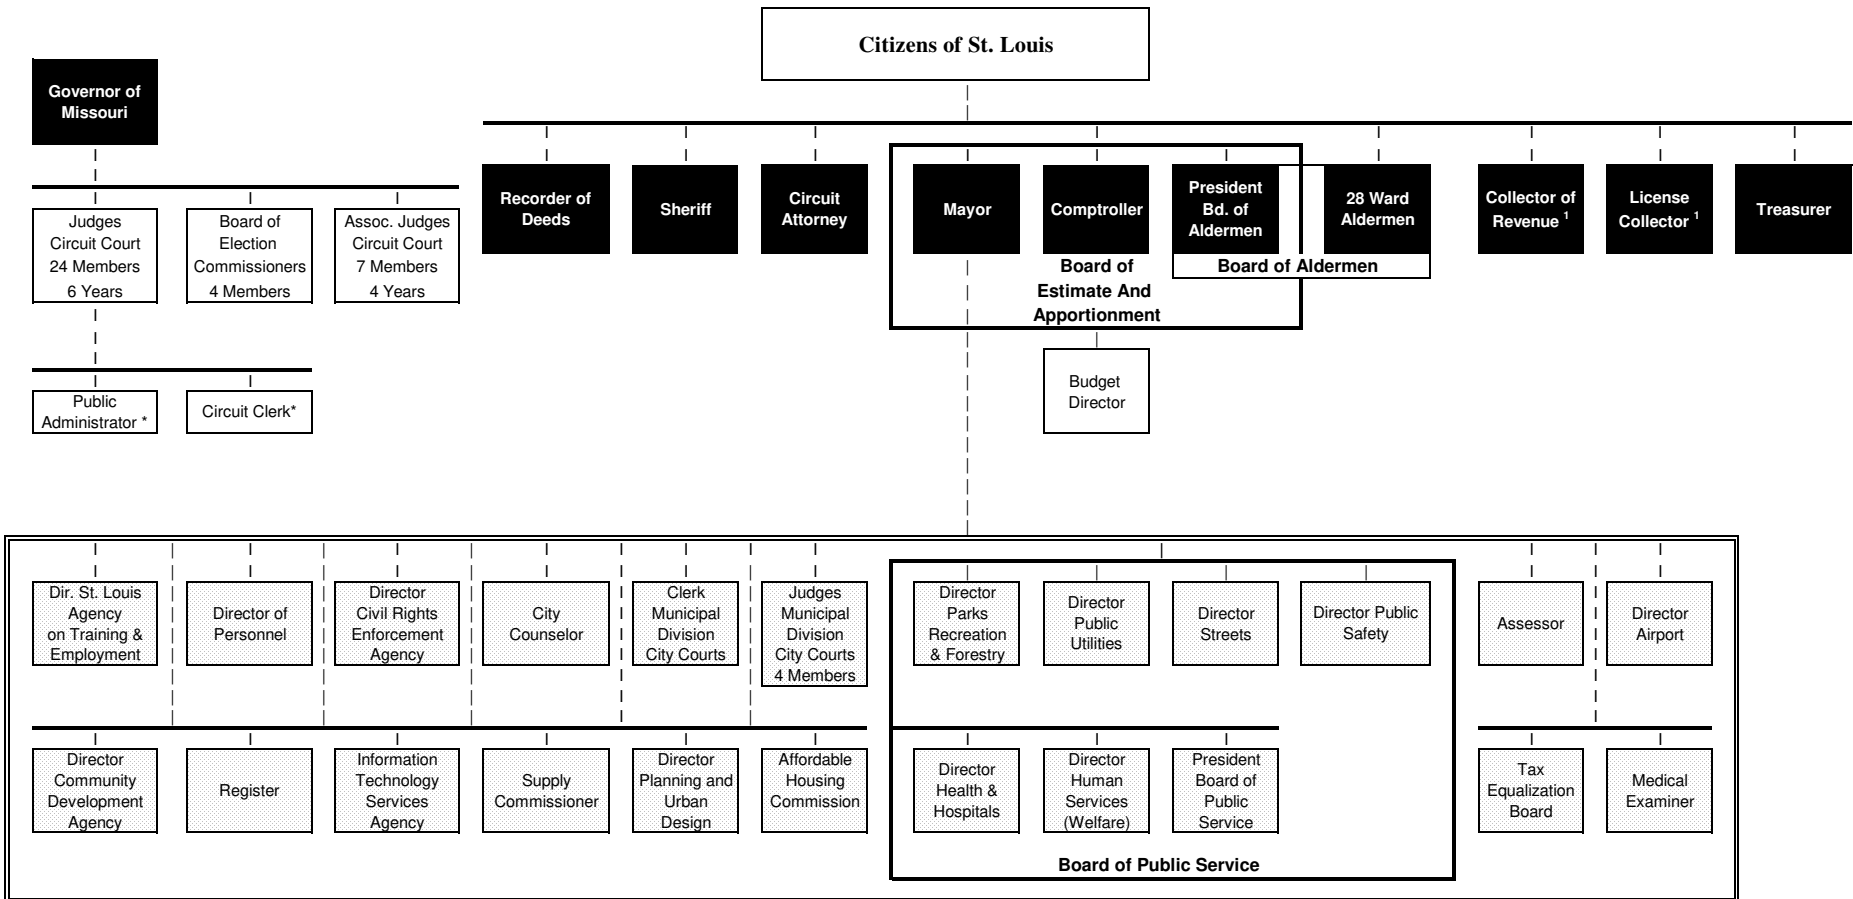 Citizens of St. Louis
Governor of
Missouri
Judges
Circuit Court
24 Members
6 Years
Board of
Election
Commissioners
4 Members
Assoc. Judges
Circuit Court
7 Members
4 Years
Public
Administrator *
Circuit Clerk*
Recorder of
Deeds
Sheriff
Circuit
Attorney
Mayor
Comptroller
President
Bd. of
Aldermen
28 Ward
Aldermen
Collector of
Revenue 1
License
Collector 1
Treasurer
Board of
Estimate And
Apportionment
Board of Aldermen
Budget
Director
Dir. St. Louis
Agency
on Training &
Employment
Director of
Personnel
Director
Civil Rights
Enforcement
Agency
City
Counselor
Clerk
Municipal
Division
City Courts
Judges
Municipal
Division
City Courts
4 Members
Director
Parks
Recreation
& Forestry
Director
Public
Utilities
Director
Streets
Director Public
Safety
Assessor
Director
Airport
Director
Community
Development
Agency
Register
Information
Technology
Services
Agency
Supply
Commissioner
Director
Planning and
Urban
Design
Affordable
Housing
Commission
Director
Health &
Hospitals
Director
Human
Services
(Welfare)
President
Board of
Public
Service
Tax
Equalization
Board
Medical
Examiner
Board of Public Service